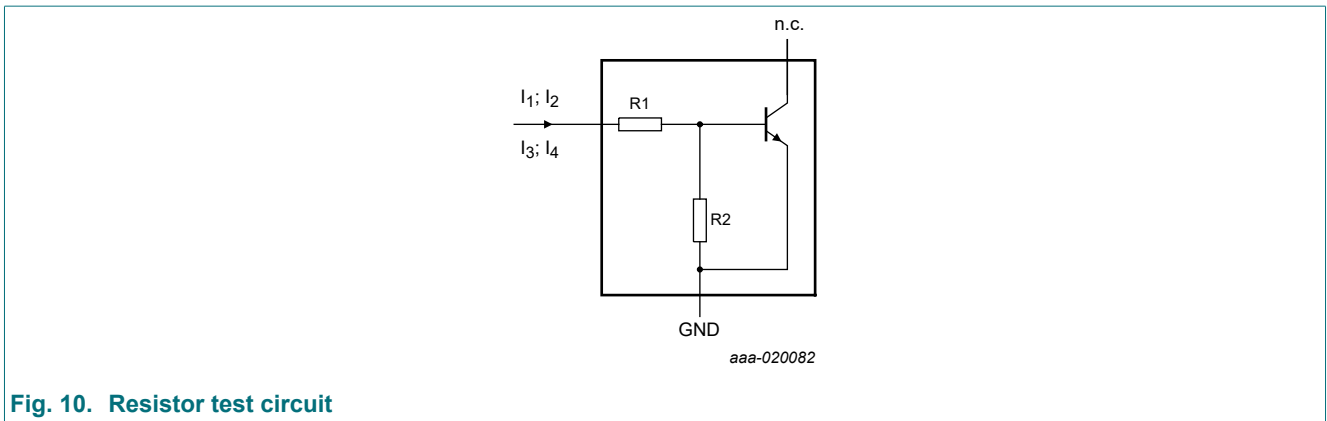 n.c.
I1; I2
R1
I3; I4
R2
GND
aaa-020082
Fig. 10. Resistor test circuit